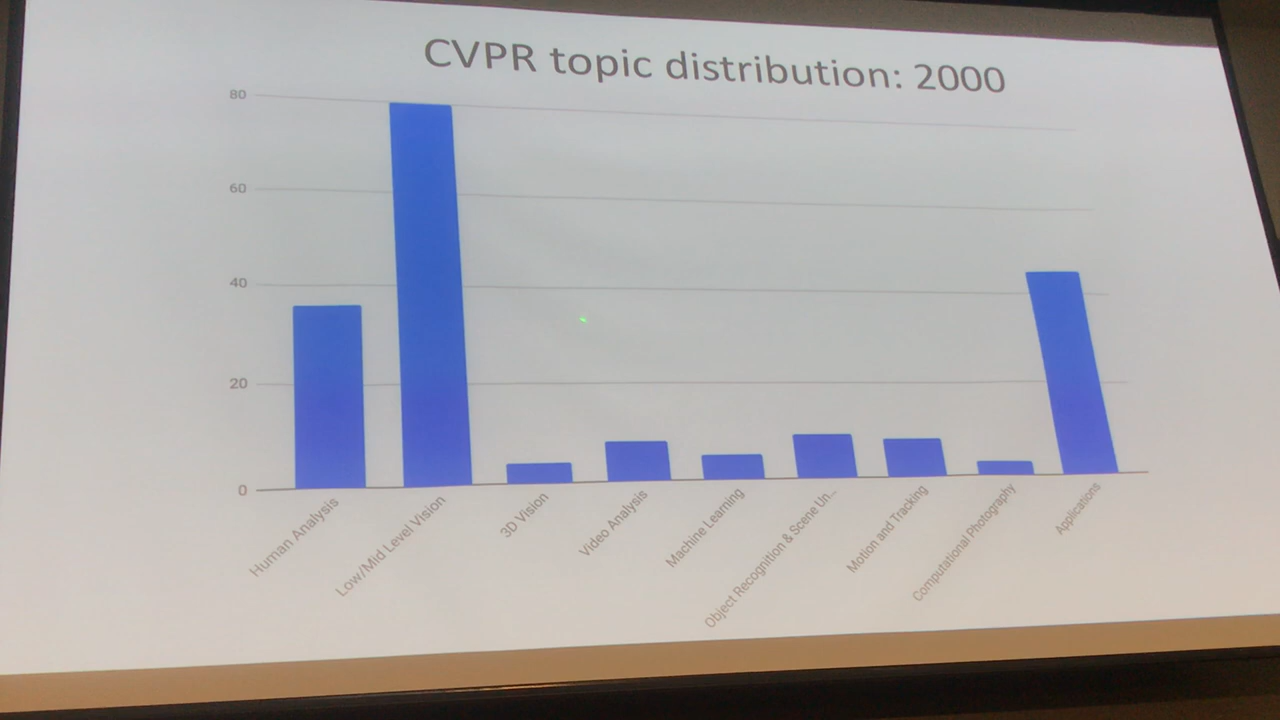 CVPR topic distribution: 2000
80
60
40
20
0
Human Analysis
Low/Mid Level Vision
3D Vision
Video Analysis
Machine Learning
Object Recognition & Scene Un...
Motion and Tracking
Computational Photography
Applications